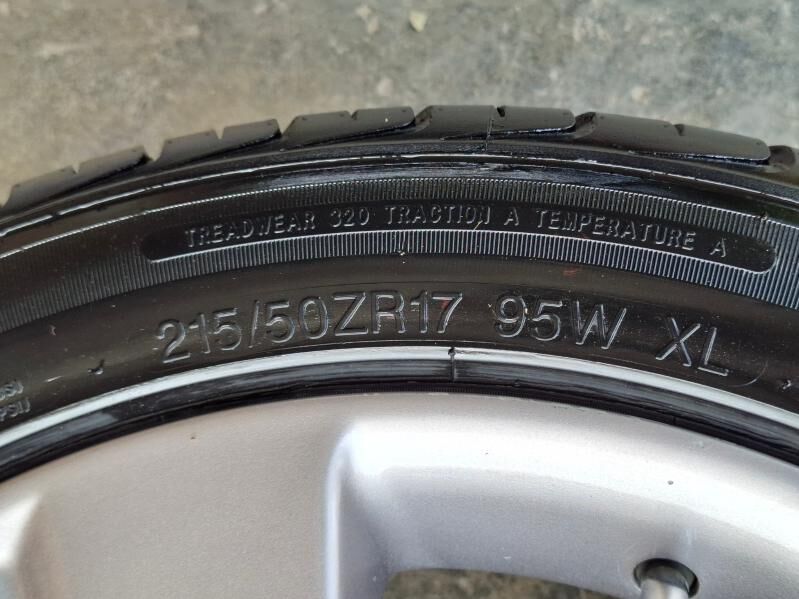 TREADWEAR 320 TRACTION A TEMPERATURE A
215/50ZR17 95W XL